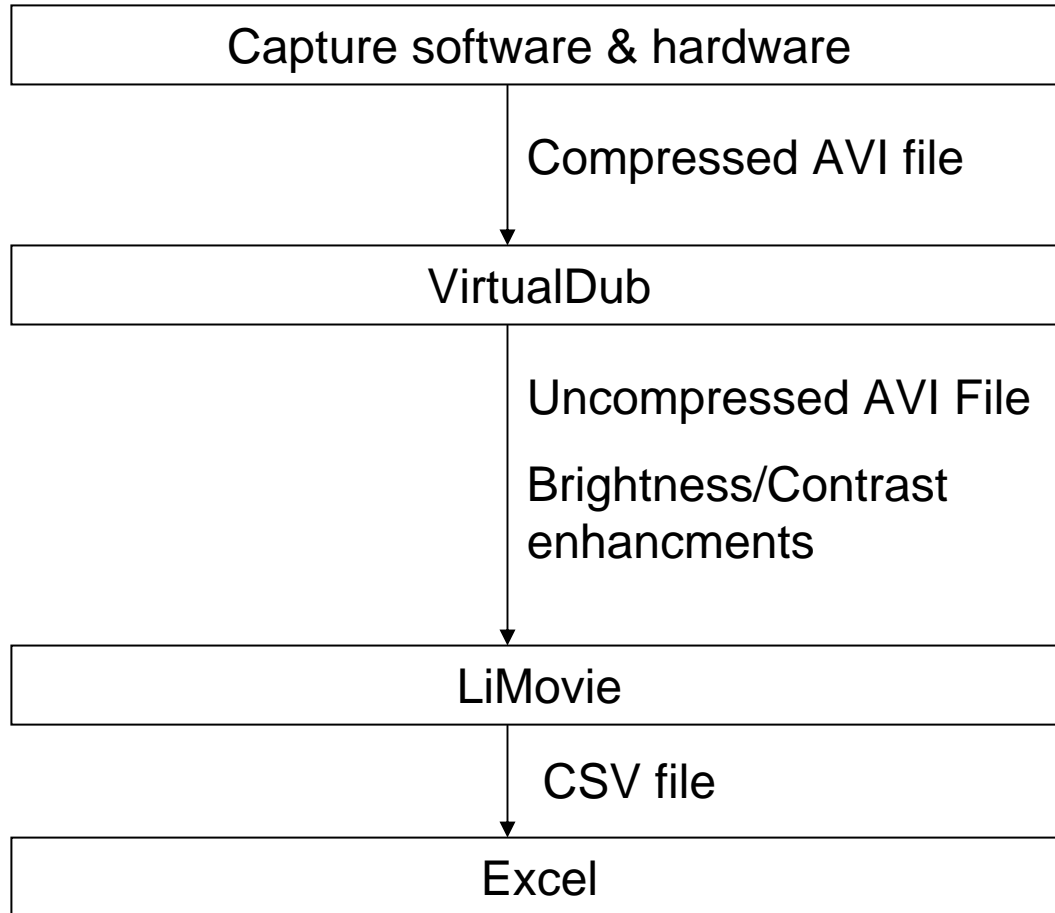 Capture software & hardware
Compressed AVI file
VirtualDub
Uncompressed AVI File
Brightness/Contrast
enhancments
LiMovie
CSV file
Excel